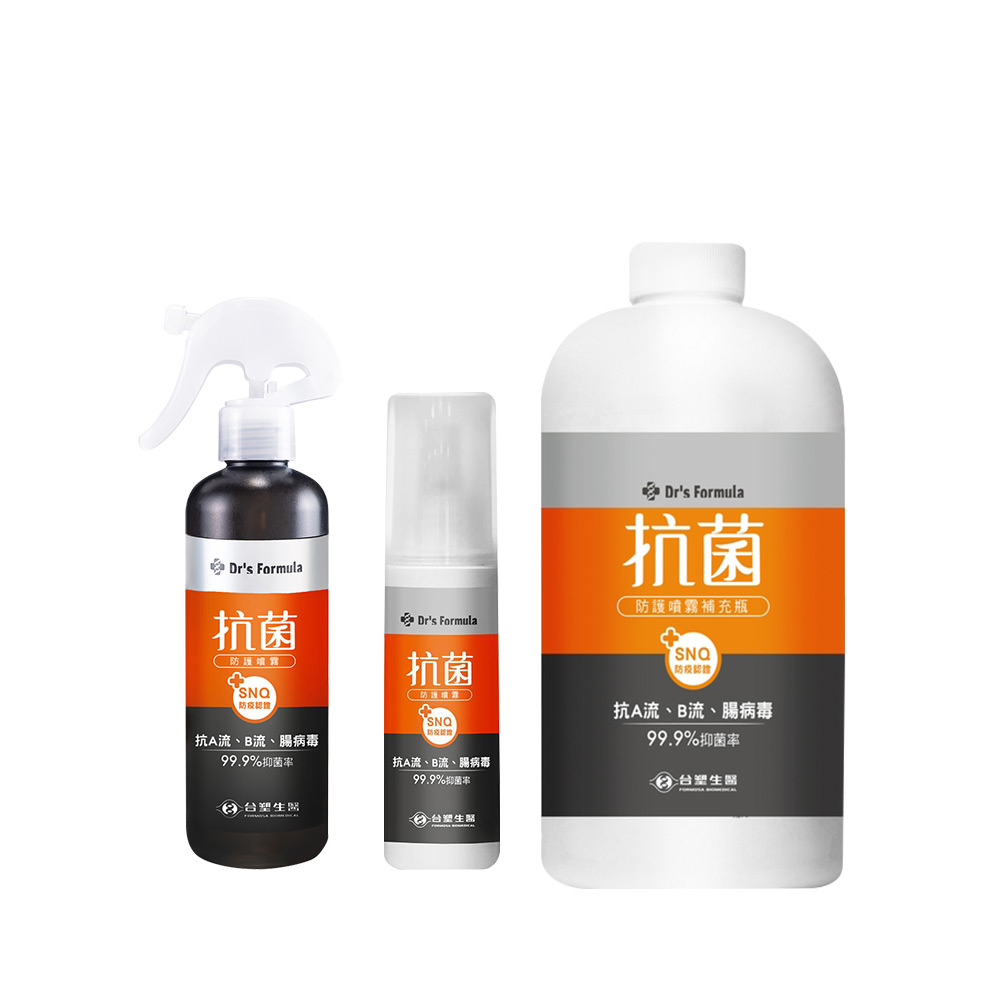 Dr's Formula
抗菌
防護噴霧
SNQ
防疫認證
抗A流、B流、腸病毒
99.9%抑菌率
台塑生醫
FORMOSA BIOMEDICAL
Dr's Formula
抗菌
防護噴霧
SNQ
防疫認證
抗A流、B流、腸病毒
99.9%抑菌率
台塑生醫
FORMOSA BIOMEDICAL
Dr's Formula
抗菌
防護噴霧補充瓶
SNQ
防疫認證
抗A流、B流、腸病毒
99.9%抑菌率
台塑生醫
FORMOSA BIOMEDICAL